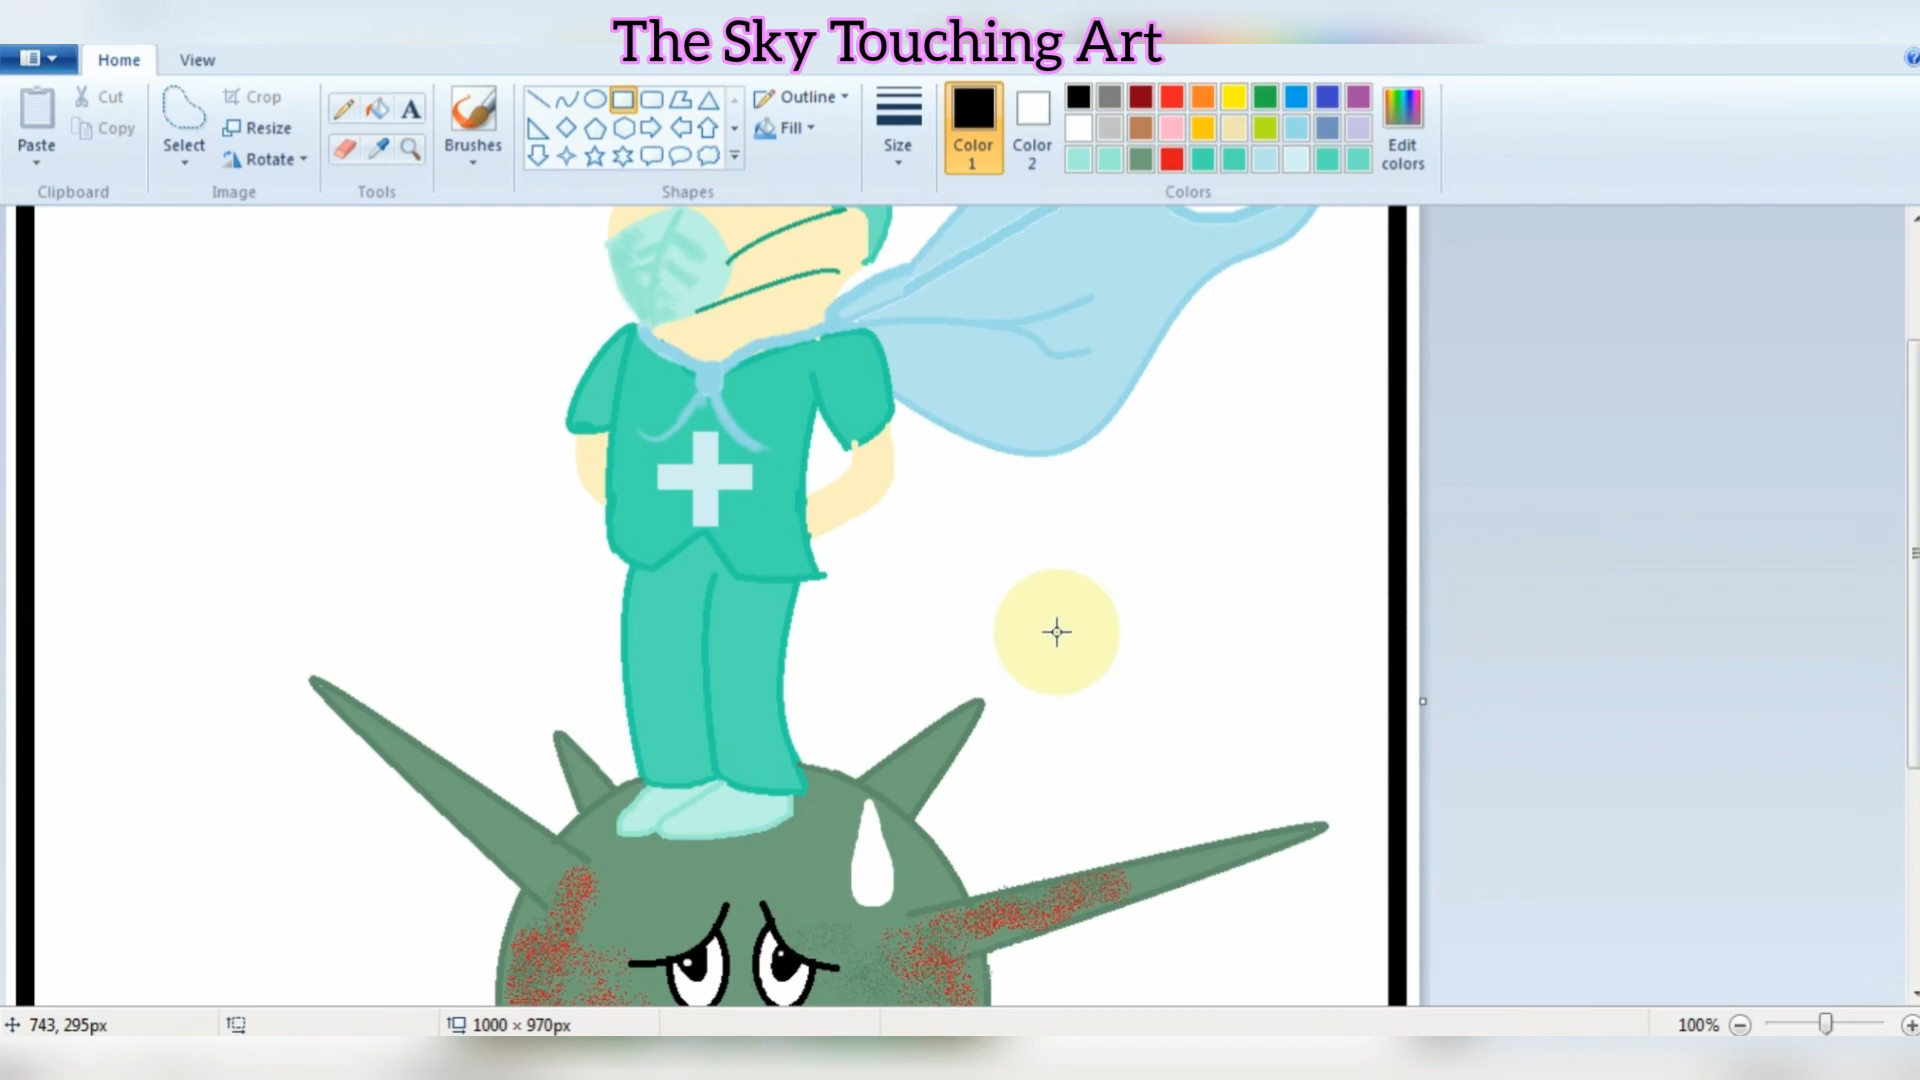 The Sky Touching Art
Home View
Paste
Cut
Copy
Clipboard
Select
Crop
Resize
Rotate
Image
A
Tools
Brushes
Outline
Fill
Shapes
Size
Color 1
Color 2
Edit colors
Colors
743, 295px
1000 × 970px
100%